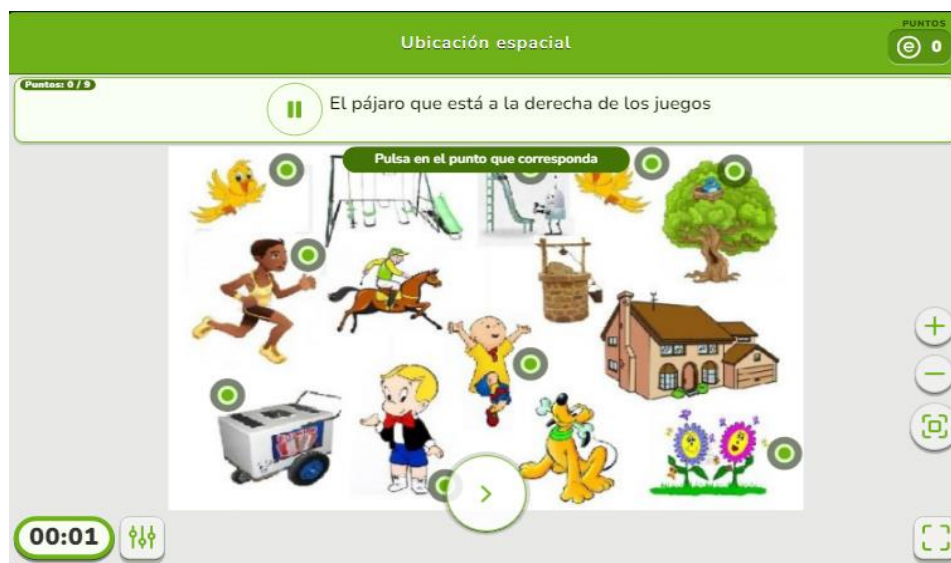 Ubicación espacial
PUNTOS
e 0
Puntos: 0 / 9
El pájaro que está a la derecha de los juegos
Pulsa en el punto que corresponda
00:01